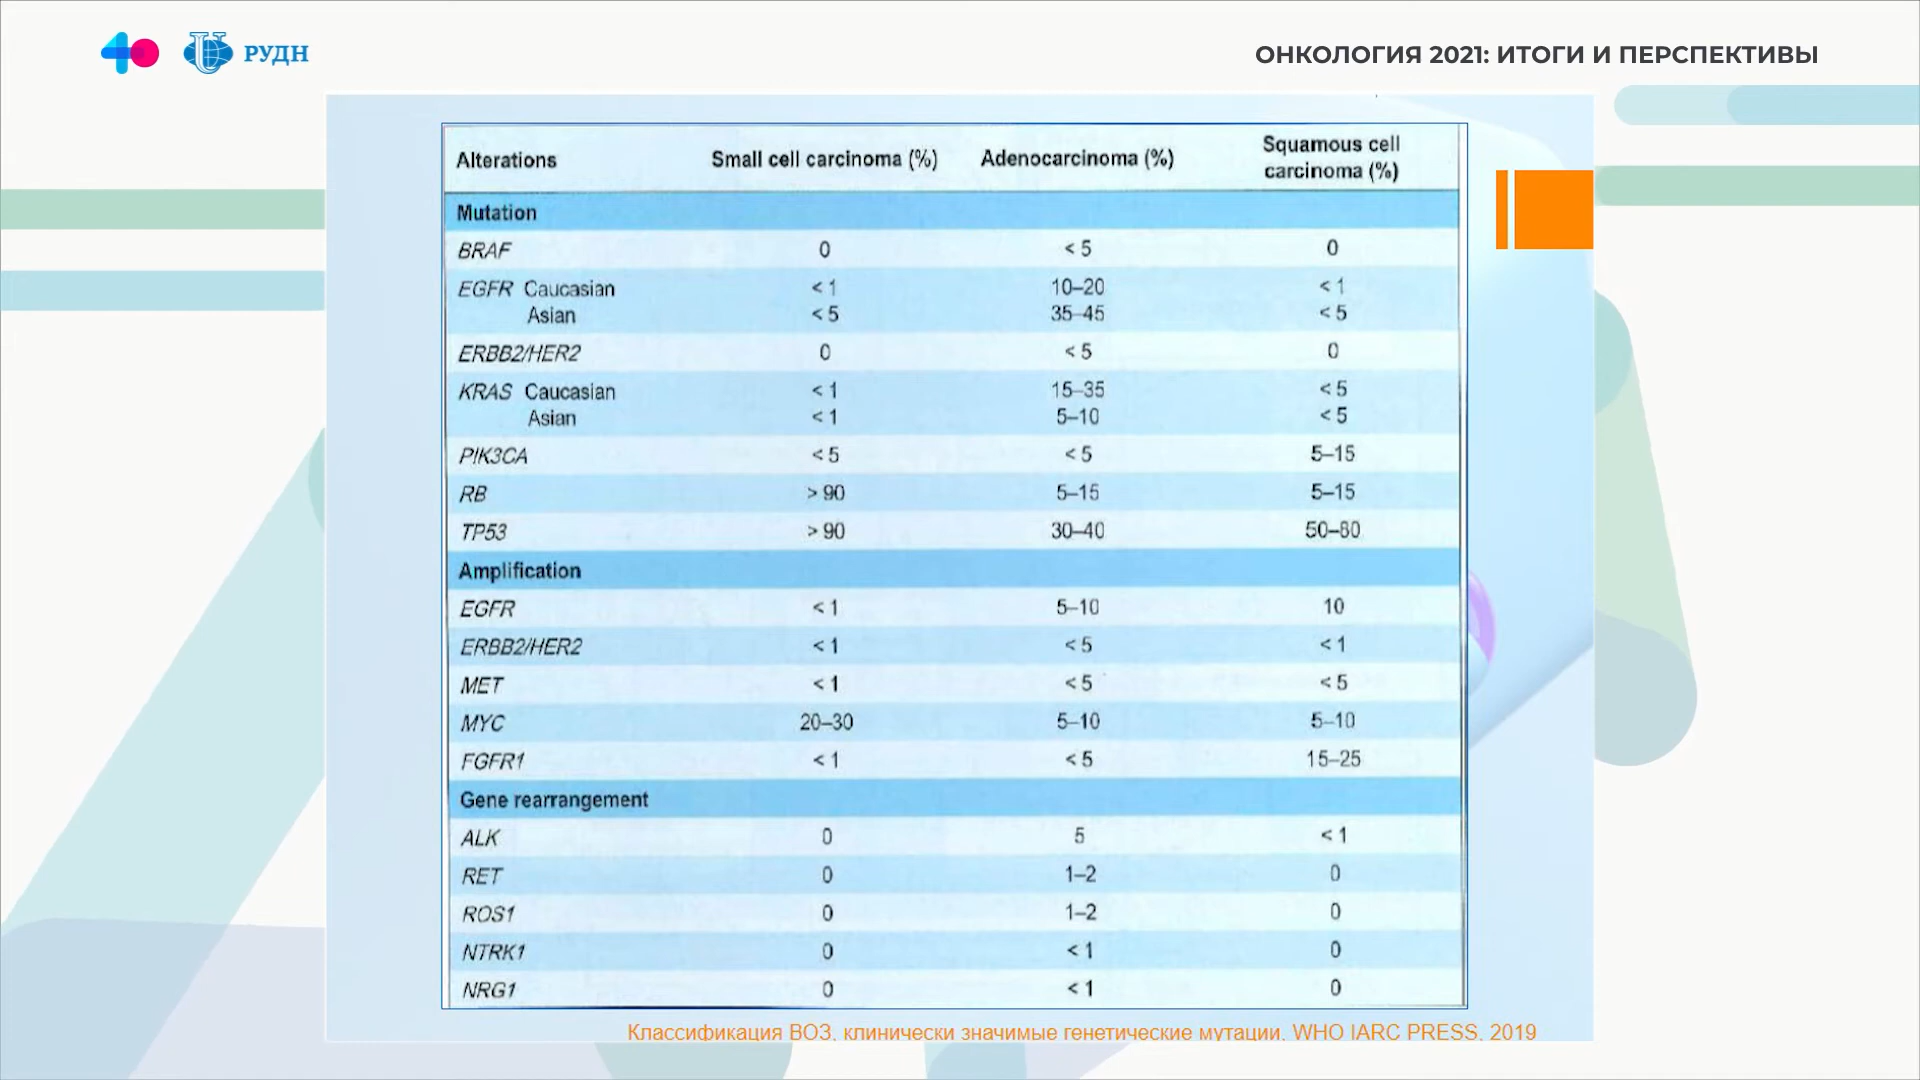 40 РУДН
ОНКОЛОГИЯ 2021: ИТОГИ И ПЕРСПЕКТИВЫ
Alterations Small cell carcinoma (%) Adenocarcinoma (%) Squamous cell carcinoma (%)
Mutation
BRAF 0 < 5 0
EGFR Caucasian < 1 10–20 < 1
Asian < 5 35–45 < 5
ERBB2/HER2 0 < 5 0
KRAS Caucasian < 1 15–35 < 5
Asian < 1 5–10 < 5
PIK3CA < 5 < 5 5–15
RB > 90 5–15 5–15
TP53 > 90 30–40 50–80
Amplification
EGFR < 1 5–10 10
ERBB2/HER2 < 1 < 5 < 1
MET < 1 < 5 < 5
MYC 20–30 5–10 5–10
FGFR1 < 1 < 5 15–25
Gene rearrangement
ALK 0 5 < 1
RET 0 1–2 0
ROS1 0 1–2 0
NTRK1 0 < 1 0
NRG1 0 < 1 0
Классификация ВОЗ, клинически значимые генетические мутации. WHO IARC PRESS. 2019